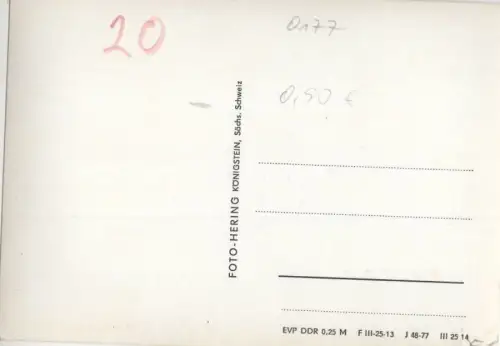 20
0,50 €
FOTO-HERING KÖNIGSTEIN, Sächs. Schweiz
EVP DDR 0,25 M F III-25-13 J 48-77 III 25 14